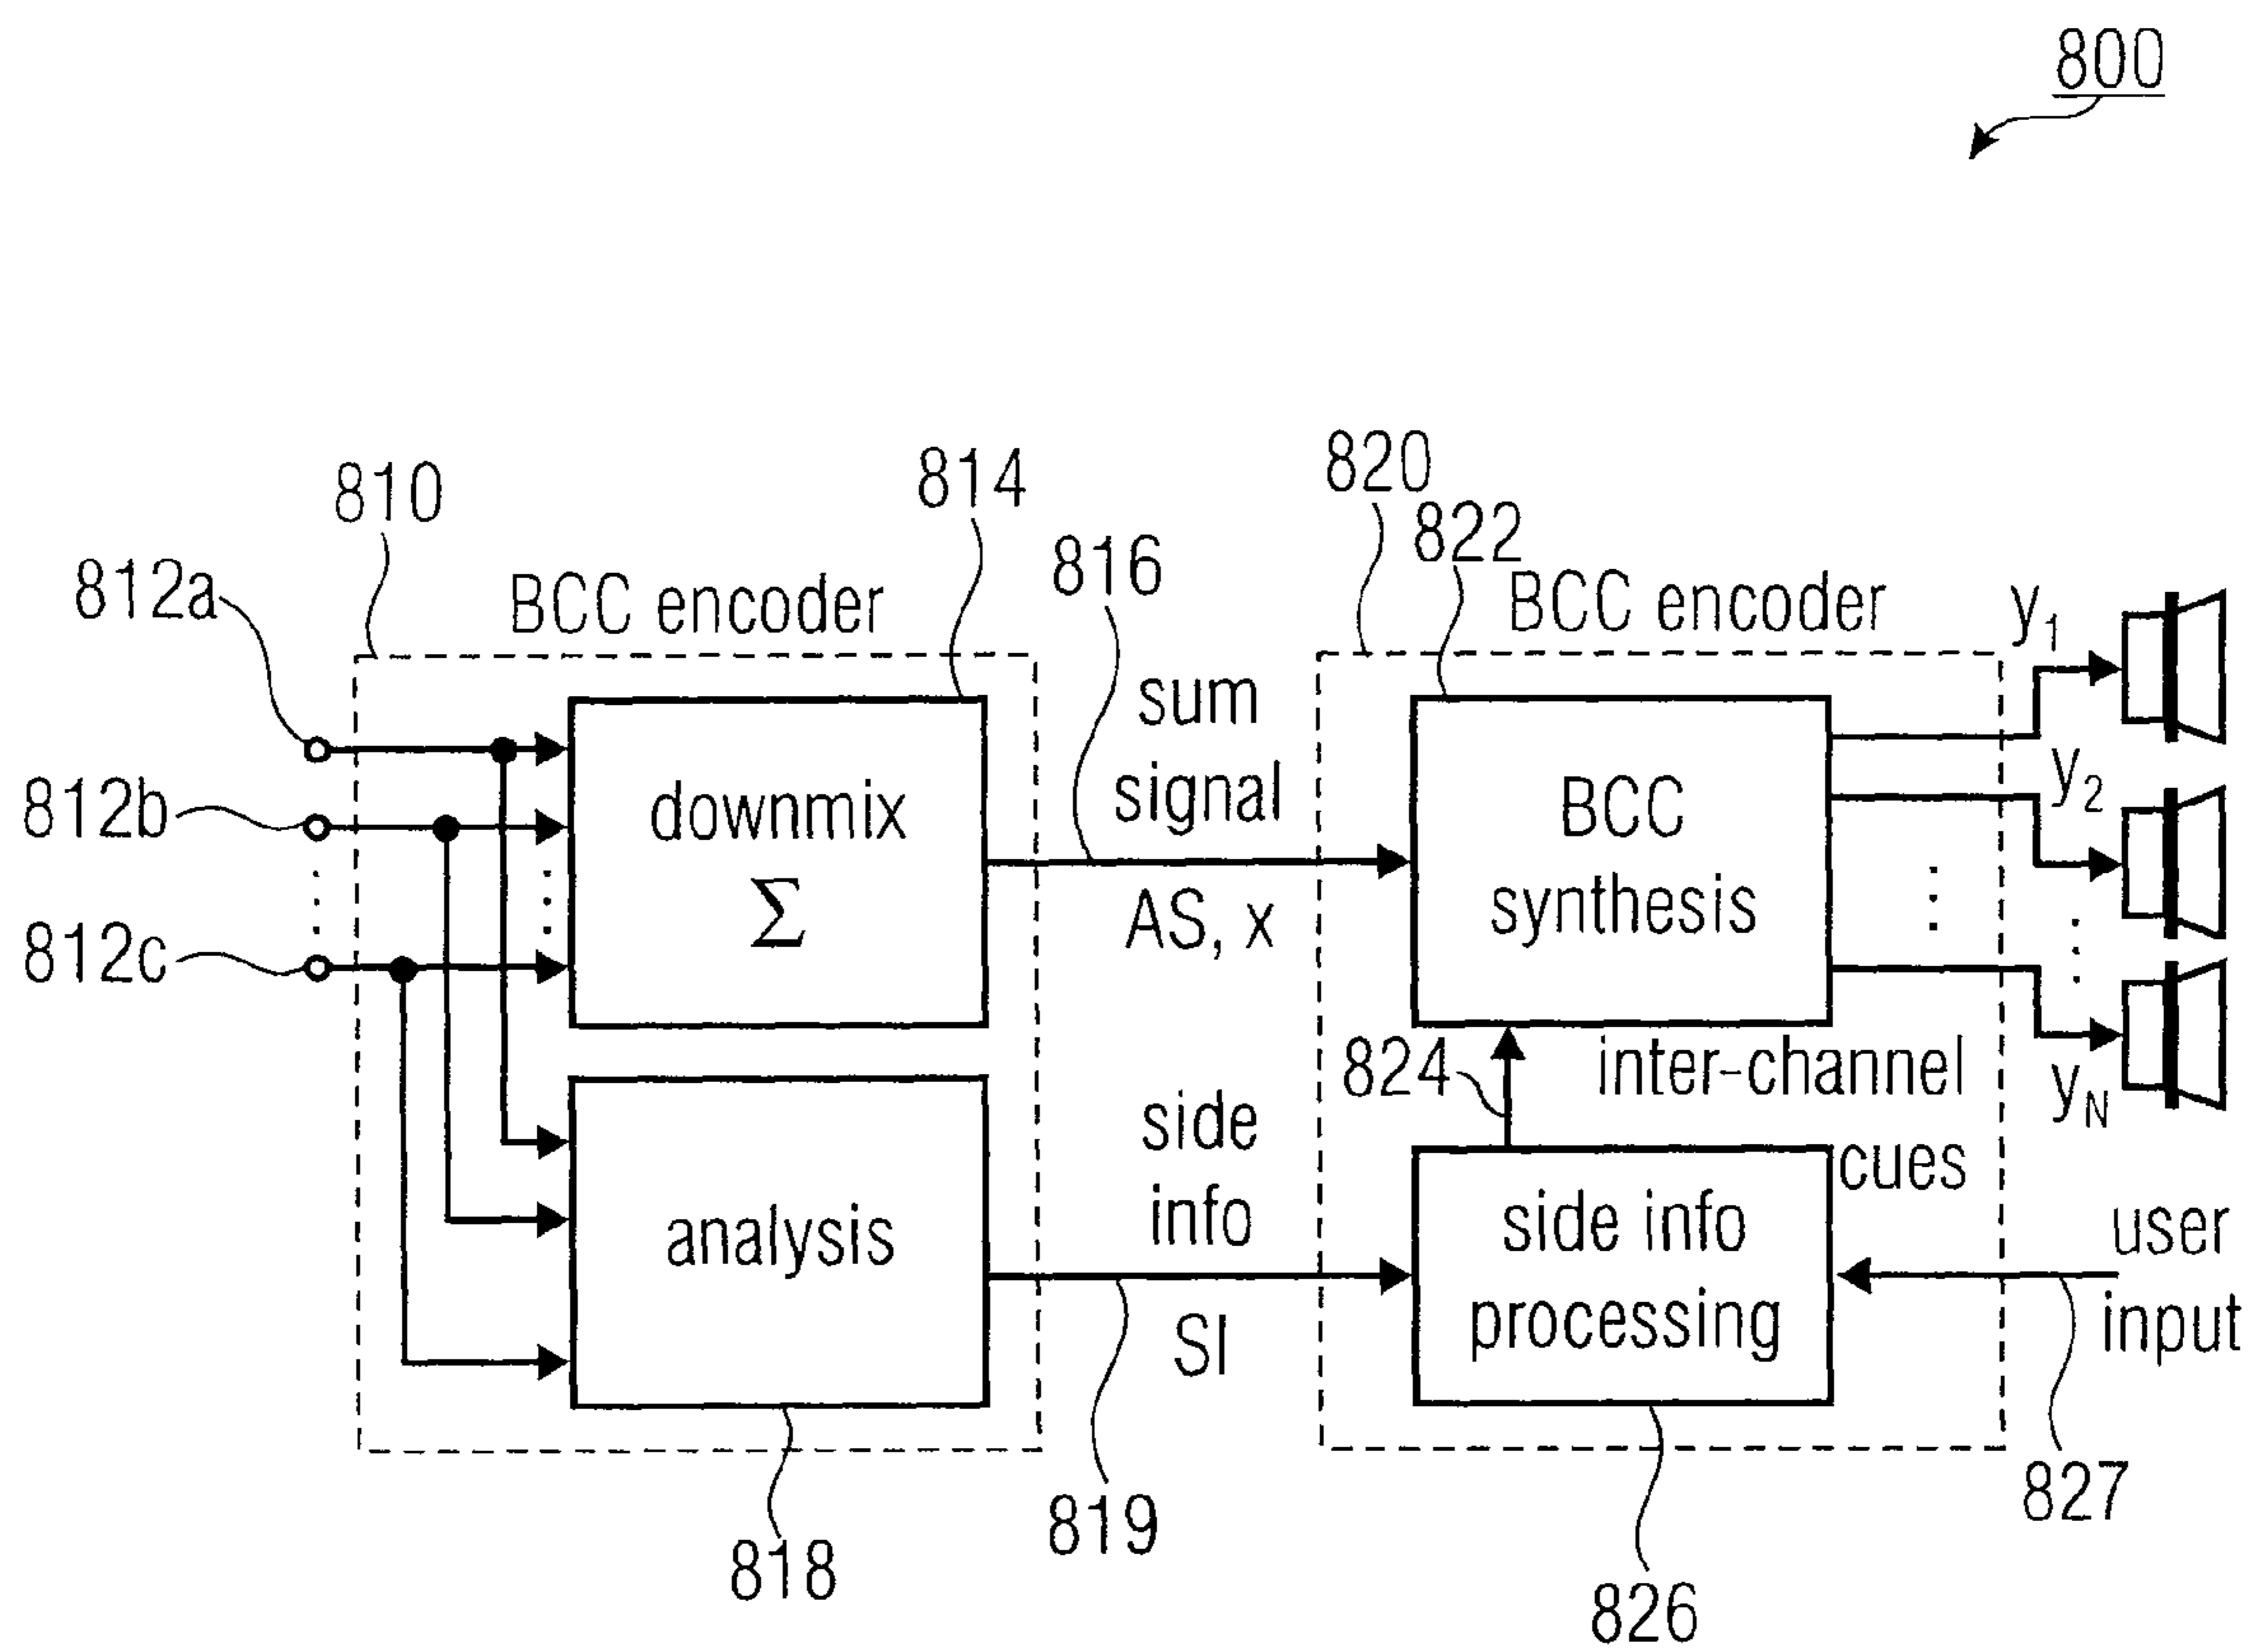 800
810
814
820
822
812a
BCC encoder
816
BCC encoder
y1
sum
signal
812b
downmix
Σ
BCC
synthesis
y2
AS, x
812c
824
inter-channel
cues
yN
side
info
analysis
side info
processing
user
input
SI
818
819
826
827